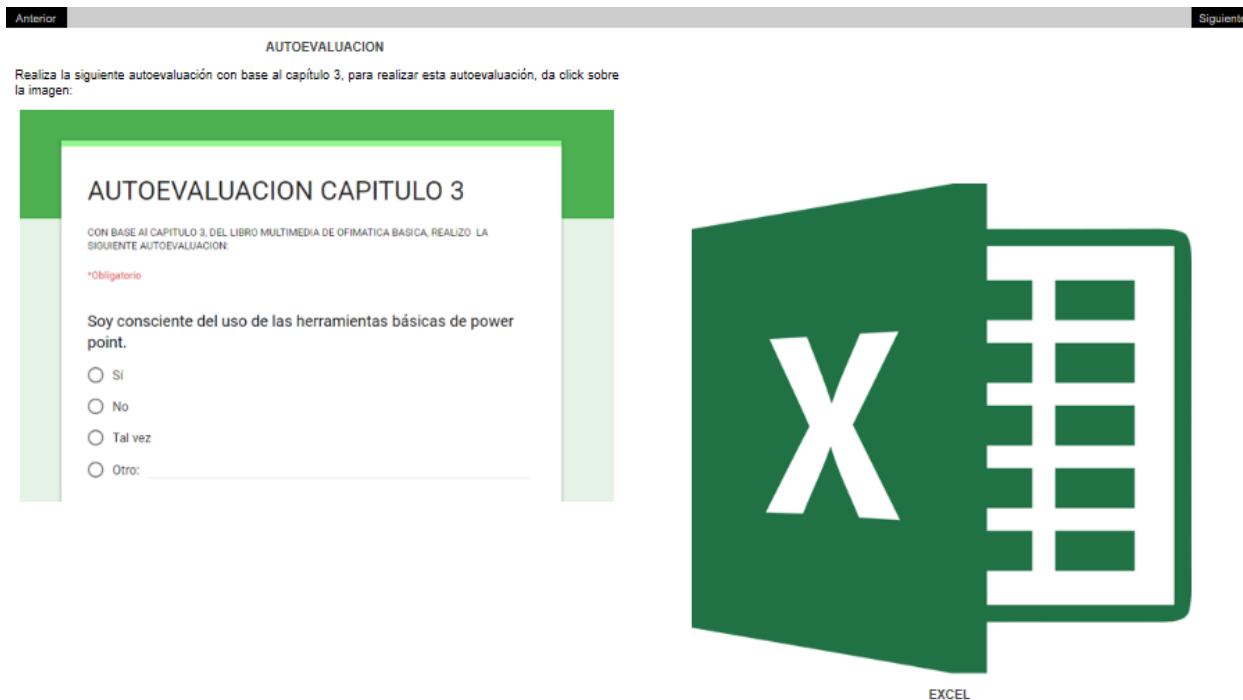 Anterior
Siguiente
AUTOEVALUACION
Realiza la siguiente autoevaluación con base al capítulo 3, para realizar esta autoevaluación, da click sobre
la imagen:
AUTOEVALUACION CAPITULO 3
CON BASE Al CAPITULO 3, DEL LIBRO MULTIMEDIA DE OFIMATICA BASICA, REALIZO LA
SIGUIENTE AUTOEVALUACION:
*Obligatorio
Soy consciente del uso de las herramientas básicas de power
point.
Sí
No
Tal vez
Otro:
X
EXCEL